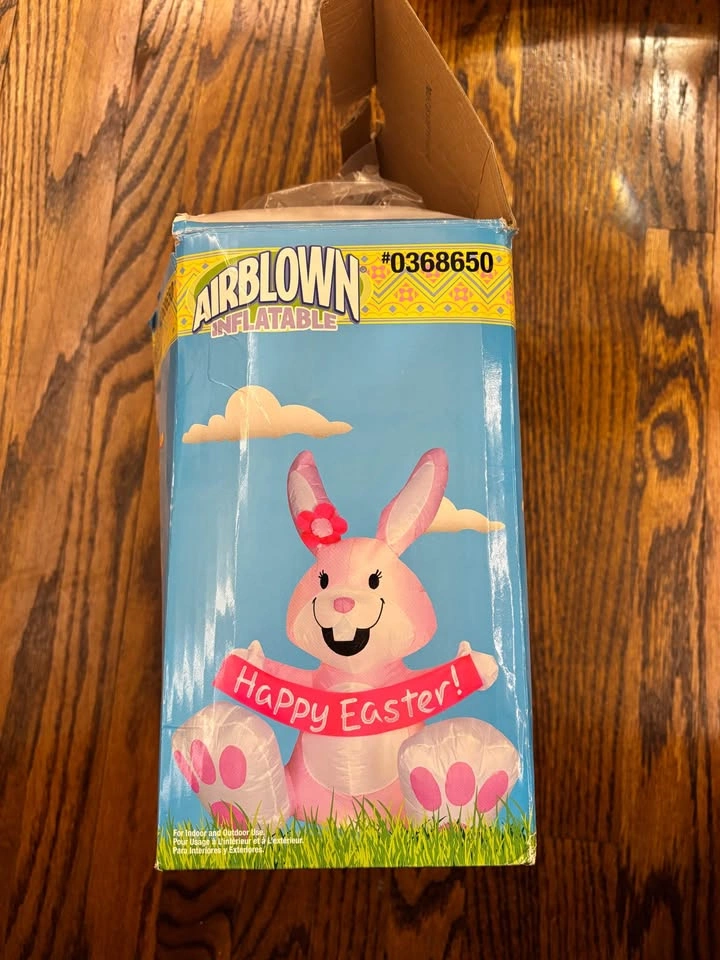 AIRBLOWN®
INFLATABLE
#0368650
Happy Easter!
For Indoor and Outdoor Use.
Pour Usage à L'intérieur et à L'extérieur.
Para Interiores y Exteriores.